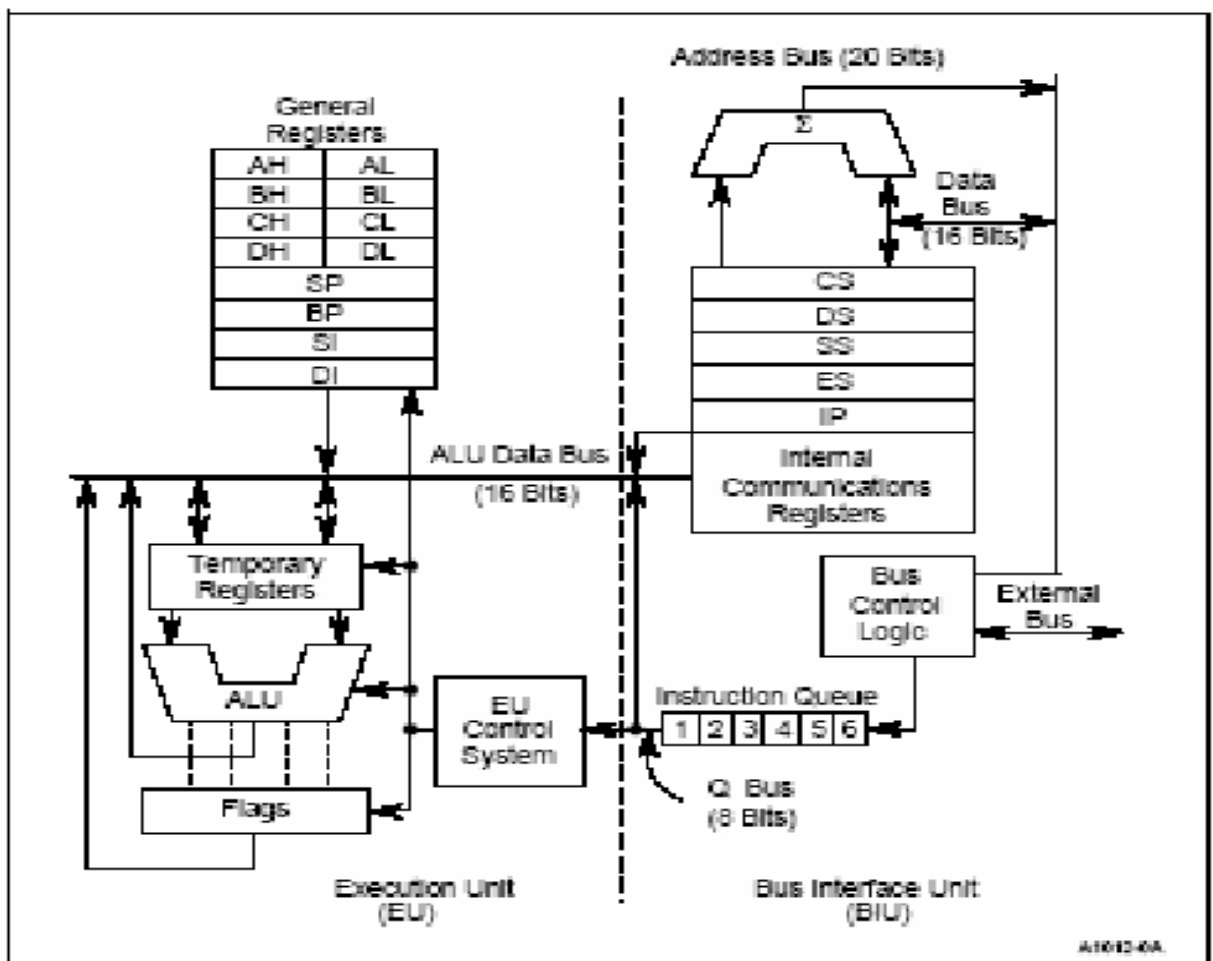 Address Bus (20 Bits)
General
Registers
Σ
AH AL
BH BL
CH CL
DH DL
SP
BP
SI
DI
Data
Bus
(16 Bits)
CS
DS
SS
ES
IP
Internal
Communications
Registers
ALU Data Bus
(16 Bits)
Temporary
Registers
Bus
Control
Logic
External
Bus
ALU
EU
Control
System
Instruction Queue
1 2 3 4 5 6
Q Bus
(8 Bits)
Flags
Execution Unit
(EU)
Bus Interface Unit
(BIU)
A1012-0A